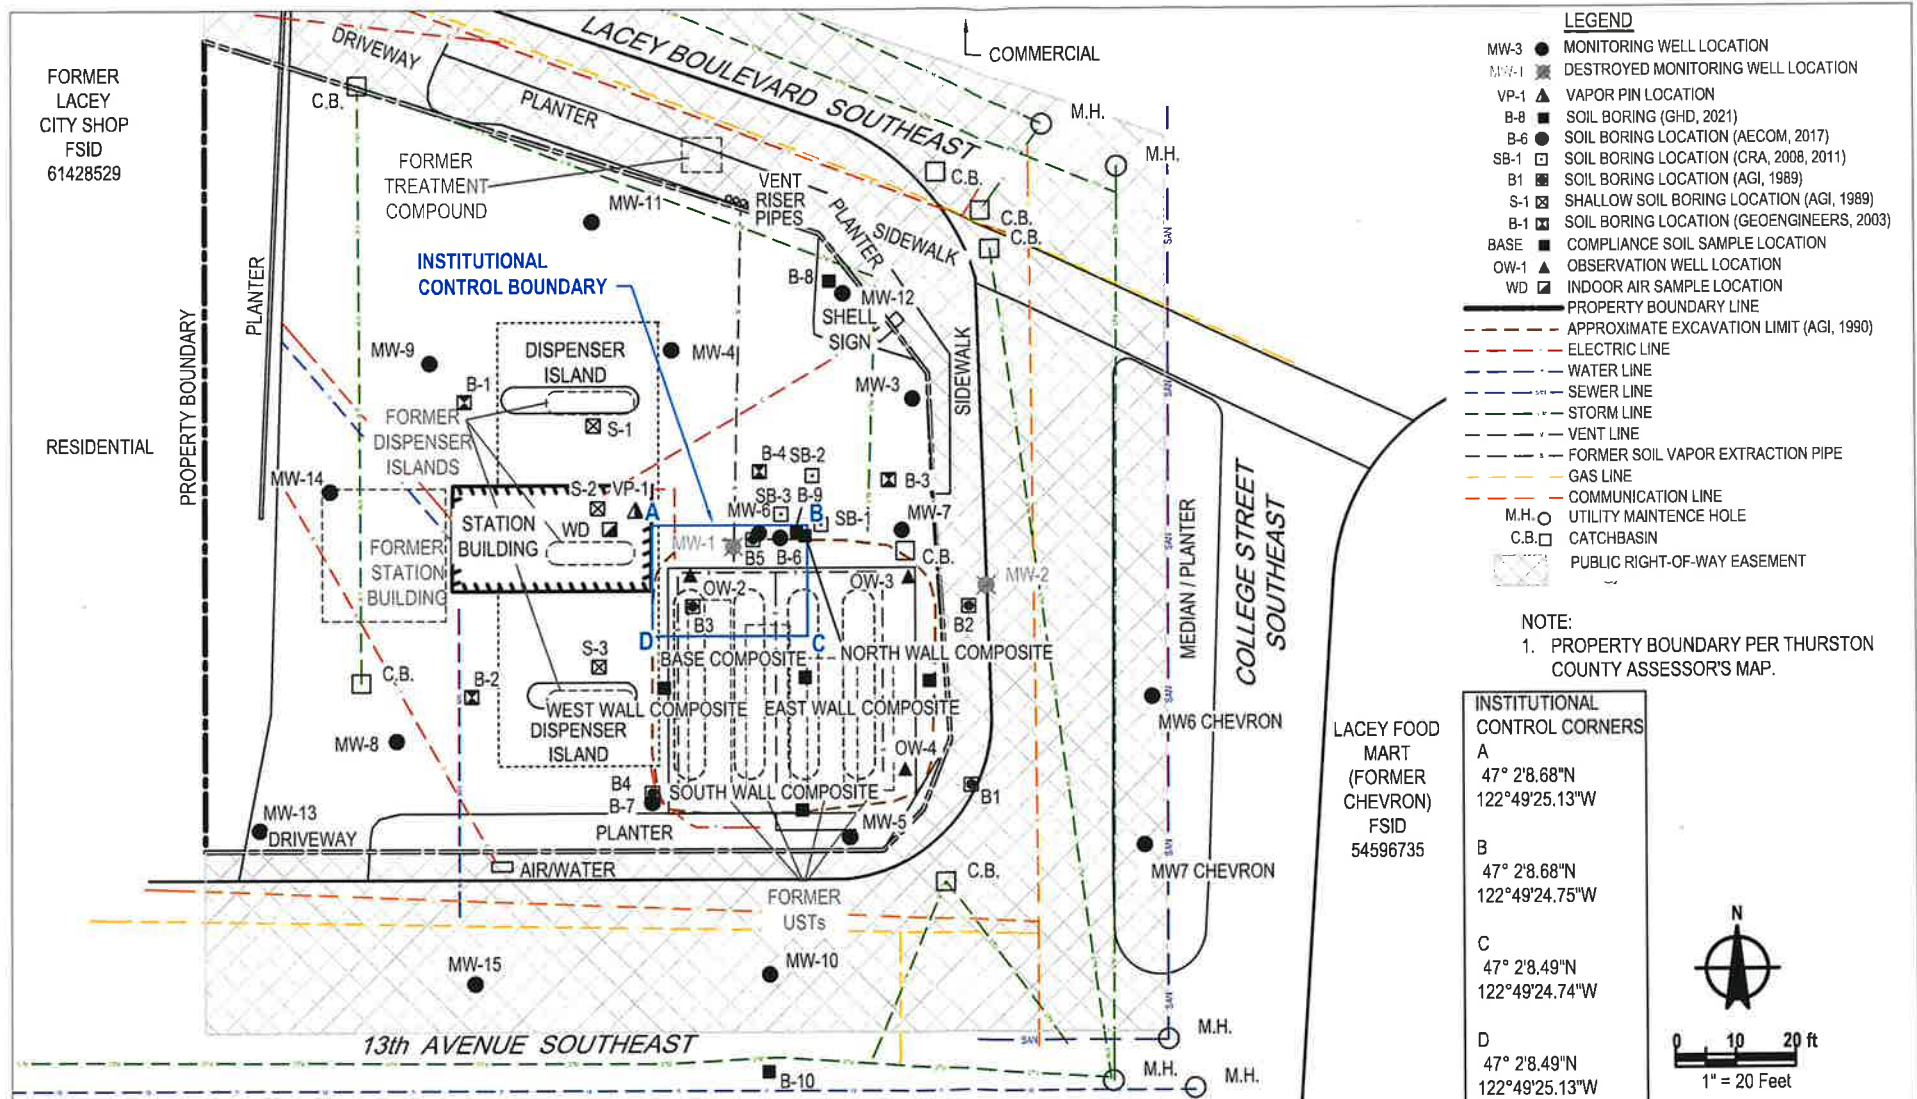 FORMER
LACEY
CITY SHOP
FSID
61428529
DRIVEWAY
C.B.
PLANTER
LACEY BOULEVARD SOUTHEAST
COMMERCIAL
M.H.
M.H.
FORMER
TREATMENT
COMPOUND
MW-11
VENT
RISER
PIPES
PLANTER
SIDEWALK
C.B.
C.B.
C.B.
PLANTER
PROPERTY BOUNDARY
RESIDENTIAL
INSTITUTIONAL
CONTROL BOUNDARY
B-8
MW-12
SHELL
SIGN
SIDEWALK
MW-9
B-1
DISPENSER
ISLAND
MW-4
MW-3
FORMER
DISPENSER
ISLANDS
S-1
MW-14
B-4
SB-2
B-3
S-2
VP-1
SB-3
B-9
A
MW-6
B
SB-1
MW-7
STATION
BUILDING
WD
MW-1
B5
B-6
C.B.
FORMER
STATION
BUILDING
OW-2
OW-3
MW-2
B3
B2
D
C
BASE COMPOSITE
NORTH WALL COMPOSITE
S-3
C.B.
B-2
WEST WALL COMPOSITE
EAST WALL COMPOSITE
DISPENSER
ISLAND
MW-8
OW-4
B4
B-7
SOUTH WALL COMPOSITE
B1
MW-13
DRIVEWAY
PLANTER
MW-5
AIR/WATER
C.B.
FORMER
USTs
MW-15
MW-10
13th AVENUE SOUTHEAST
B-10
M.H.
M.H.
M.H.
MEDIAN / PLANTER
COLLEGE STREET
SOUTHEAST
MW6 CHEVRON
MW7 CHEVRON
SAN
SAN
SAN
SAN
SAN
SAN
SAN
LACEY FOOD
MART
(FORMER
CHEVRON)
FSID
54596735
LEGEND
MW-3 MONITORING WELL LOCATION
MW-1 DESTROYED MONITORING WELL LOCATION
VP-1 VAPOR PIN LOCATION
B-8 SOIL BORING (GHD, 2021)
B-6 SOIL BORING LOCATION (AECOM, 2017)
SB-1 SOIL BORING LOCATION (CRA, 2008, 2011)
B1 SOIL BORING LOCATION (AGI, 1989)
S-1 SHALLOW SOIL BORING LOCATION (AGI, 1989)
B-1 SOIL BORING LOCATION (GEOENGINEERS, 2003)
BASE COMPLIANCE SOIL SAMPLE LOCATION
OW-1 OBSERVATION WELL LOCATION
WD INDOOR AIR SAMPLE LOCATION
PROPERTY BOUNDARY LINE
APPROXIMATE EXCAVATION LIMIT (AGI, 1990)
ELECTRIC LINE
WATER LINE
SEWER LINE
STORM LINE
VENT LINE
FORMER SOIL VAPOR EXTRACTION PIPE
GAS LINE
COMMUNICATION LINE
M.H. UTILITY MAINTENCE HOLE
C.B. CATCHBASIN
PUBLIC RIGHT-OF-WAY EASEMENT
NOTE:
1. PROPERTY BOUNDARY PER THURSTON
COUNTY ASSESSOR'S MAP.
INSTITUTIONAL
CONTROL CORNERS
A
47° 2'8.68"N
122°49'25.13"W
B
47° 2'8.68"N
122°49'24.75"W
C
47° 2'8.49"N
122°49'24.74"W
D
47° 2'8.49"N
122°49'25.13"W
N
0 10 20 ft
1" = 20 Feet